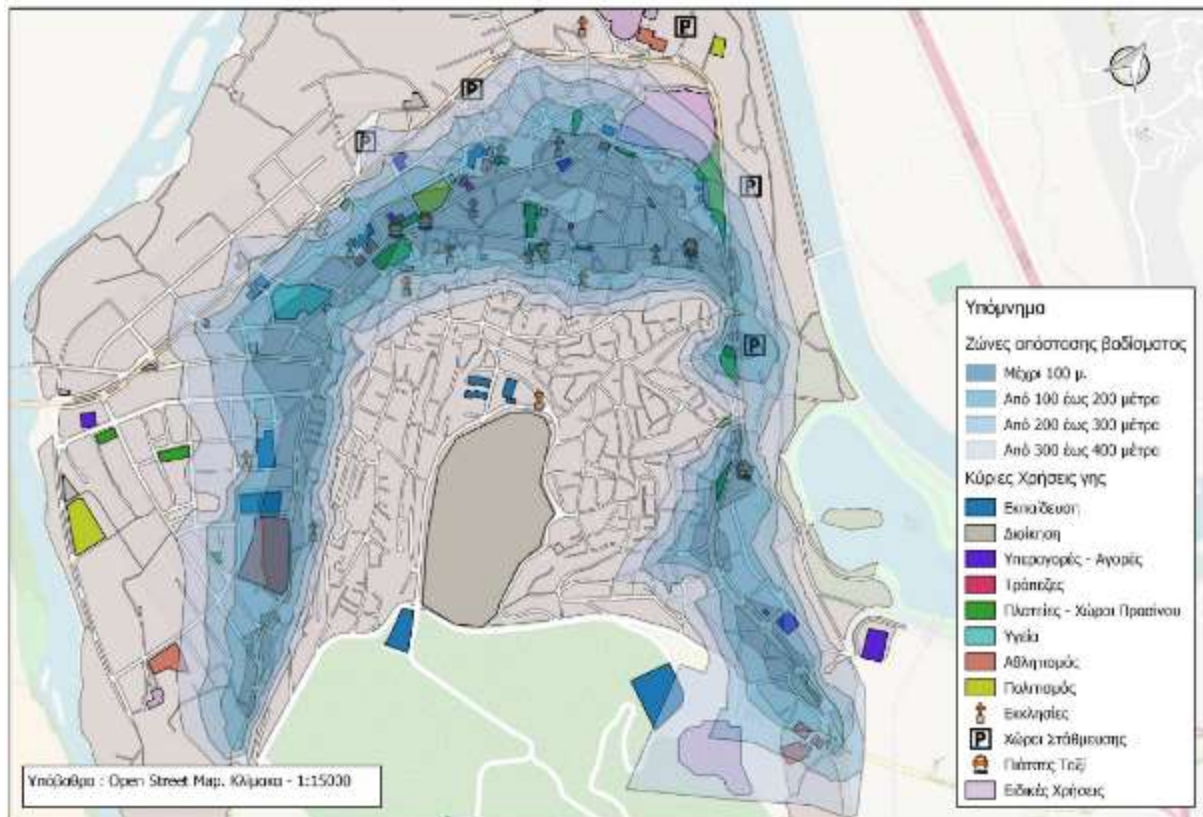 Υπόμνημα
Ζώνες απόστασης βαδίσματος
Μέχρι 100 μ.
Από 100 έως 200 μέτρα
Από 200 έως 300 μέτρα
Από 300 έως 400 μέτρα
Κύριες Χρήσεις γης
Εκπαίδευση
Διοίκηση
Υπεραγορές - Αγορές
Τράπεζες
Πλατείες - Χώροι Πρασίνου
Υγεία
Αθλητισμός
Πολιτισμός
Εκκλησίες
P Χώροι Στάθμευσης
Πιάτσες Ταξί
Ειδικές Χρήσεις
Υπόβαθρο : Open Street Map. Κλίμακα - 1:15000
P
P
P
P
P